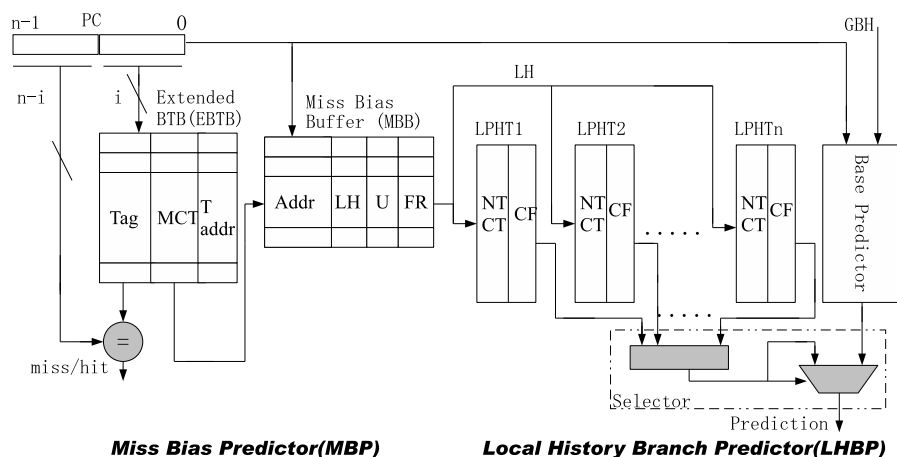 n-1 PC 0
GBH
n-i
i
Extended
BTB(EBTB)
Miss Bias
Buffer (MBB)
LH
LPHT1
LPHT2
LPHTn
Tag
MCT
T
addr
Addr
LH
U
FR
NT
CT
CF
NT
CT
CF
. . . . .
NT
CT
CF
Base Predictor
. . . . .
=
miss/hit
Selector
Prediction
Miss Bias Predictor(MBP)
Local History Branch Predictor(LHBP)